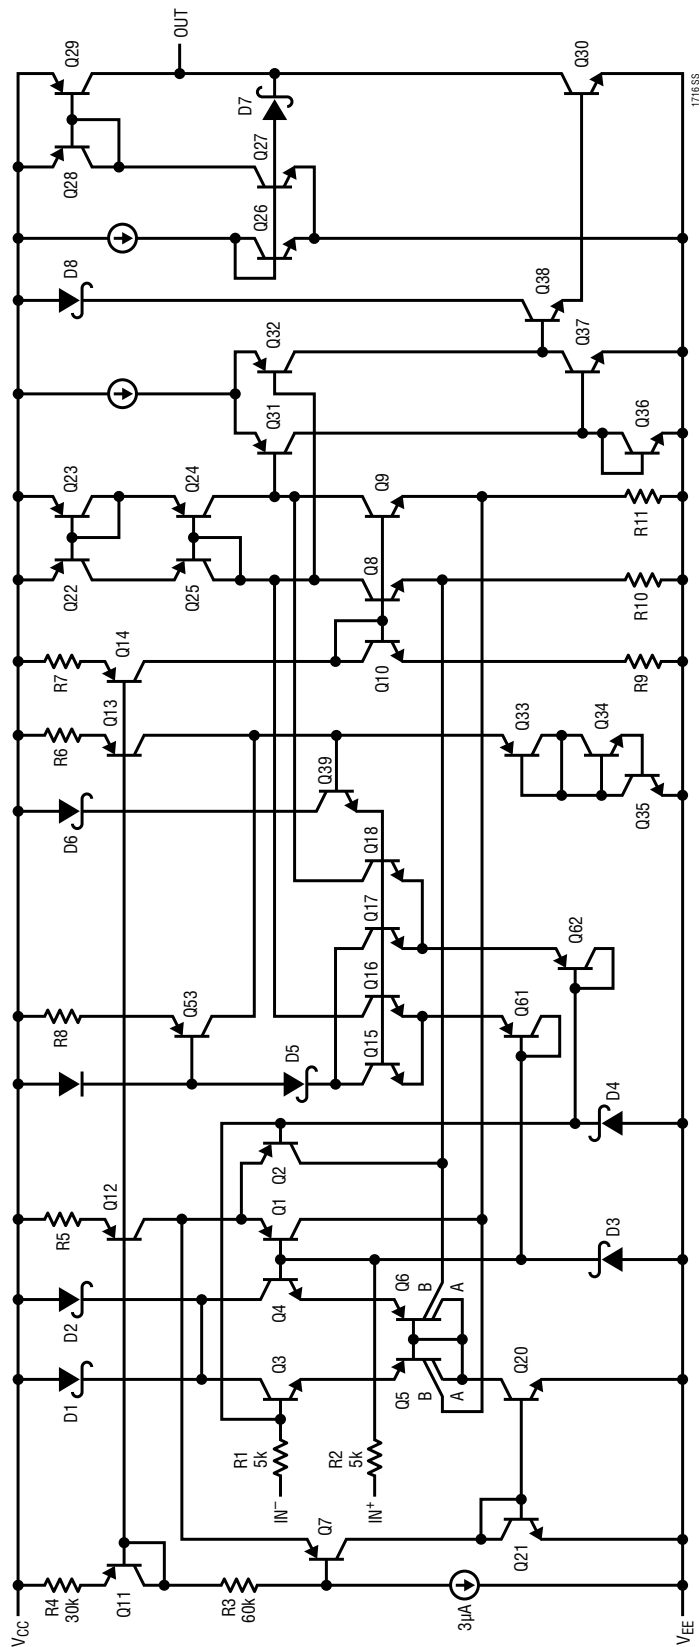 VCC
R4
30k
Q11
R3
60k
3µA
VEE
Q7
Q21
IN−
R1
5k
IN+
R2
5k
D1
Q3
Q5
B
A
Q20
D2
Q4
Q6
B
A
R5
Q12
Q1
D3
Q2
D4
D5
R8
Q53
Q15
Q16
Q61
Q17
Q18
Q62
D6
Q39
R6
Q13
Q33
Q34
Q35
R7
Q14
Q10
R9
Q22
Q25
Q8
R10
Q23
Q24
Q9
R11
Q31
Q32
Q36
Q37
Q38
D8
Q26
Q27
D7
Q28
Q29
OUT
Q30
1716 SS